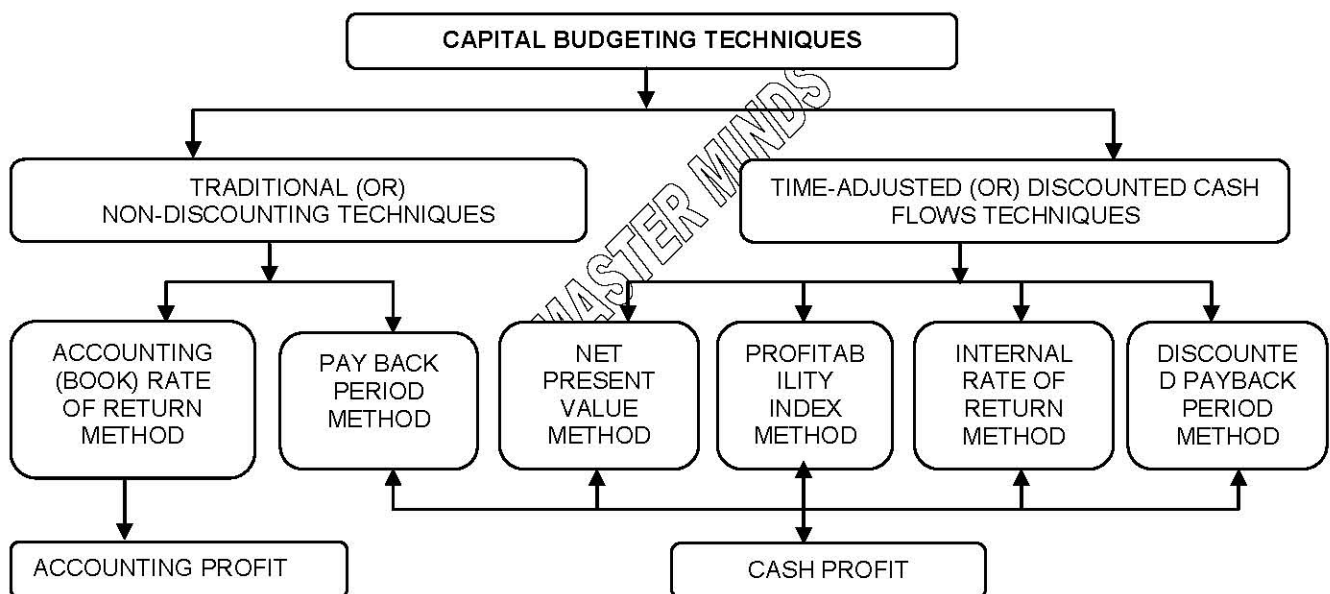 CAPITAL BUDGETING TECHNIQUES
MASTER MINDS
TRADITIONAL (OR)
NON-DISCOUNTING TECHNIQUES
TIME-ADJUSTED (OR) DISCOUNTED CASH
FLOWS TECHNIQUES
ACCOUNTING
(BOOK) RATE
OF RETURN
METHOD
PAY BACK
PERIOD
METHOD
NET
PRESENT
VALUE
METHOD
PROFITAB
ILITY
INDEX
METHOD
INTERNAL
RATE OF
RETURN
METHOD
DISCOUNTE
D PAYBACK
PERIOD
METHOD
ACCOUNTING PROFIT
CASH PROFIT